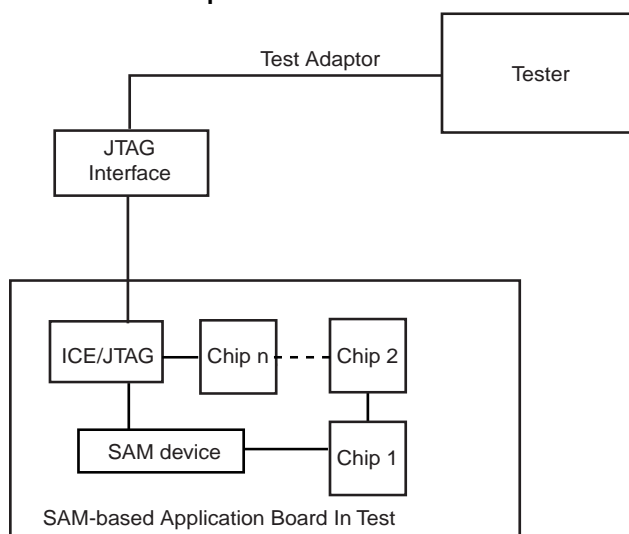 Test Adaptor
Tester
JTAG
Interface
ICE/JTAG
Chip n
Chip 2
SAM device
Chip 1
SAM-based Application Board In Test